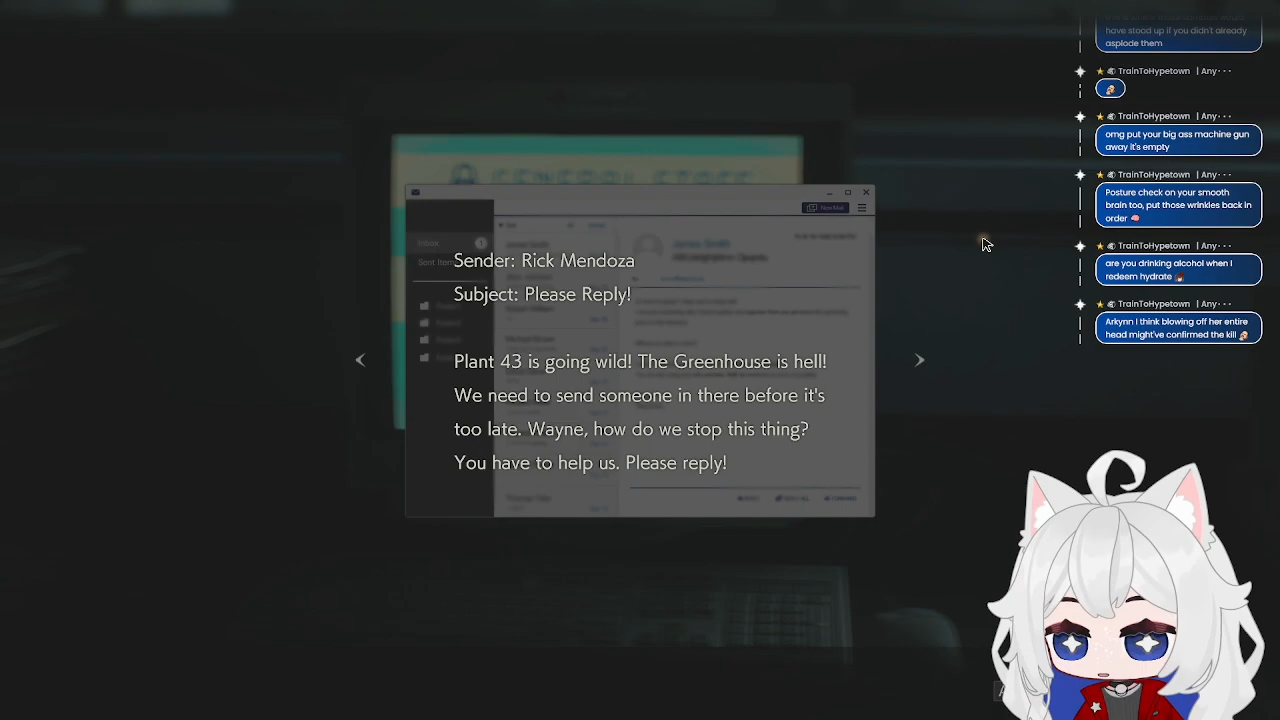 Sender: Rick Mendoza
Subject: Please Reply!
Plant 43 is going wild! The Greenhouse is hell!
We need to send someone in there before it's
too late. Wayne, how do we stop this thing?
You have to help us. Please reply!
Inbox
New Mail
James Smith
have stood up if you didn't already
asplode them
TrainToHypetown | Any···
TrainToHypetown | Any···
omg put your big ass machine gun
away it's empty
TrainToHypetown | Any···
Posture check on your smooth
brain too, put those wrinkles back in
order
TrainToHypetown | Any···
are you drinking alcohol when I
redeem hydrate
TrainToHypetown | Any···
Arkynn I think blowing off her entire
head might've confirmed the kill